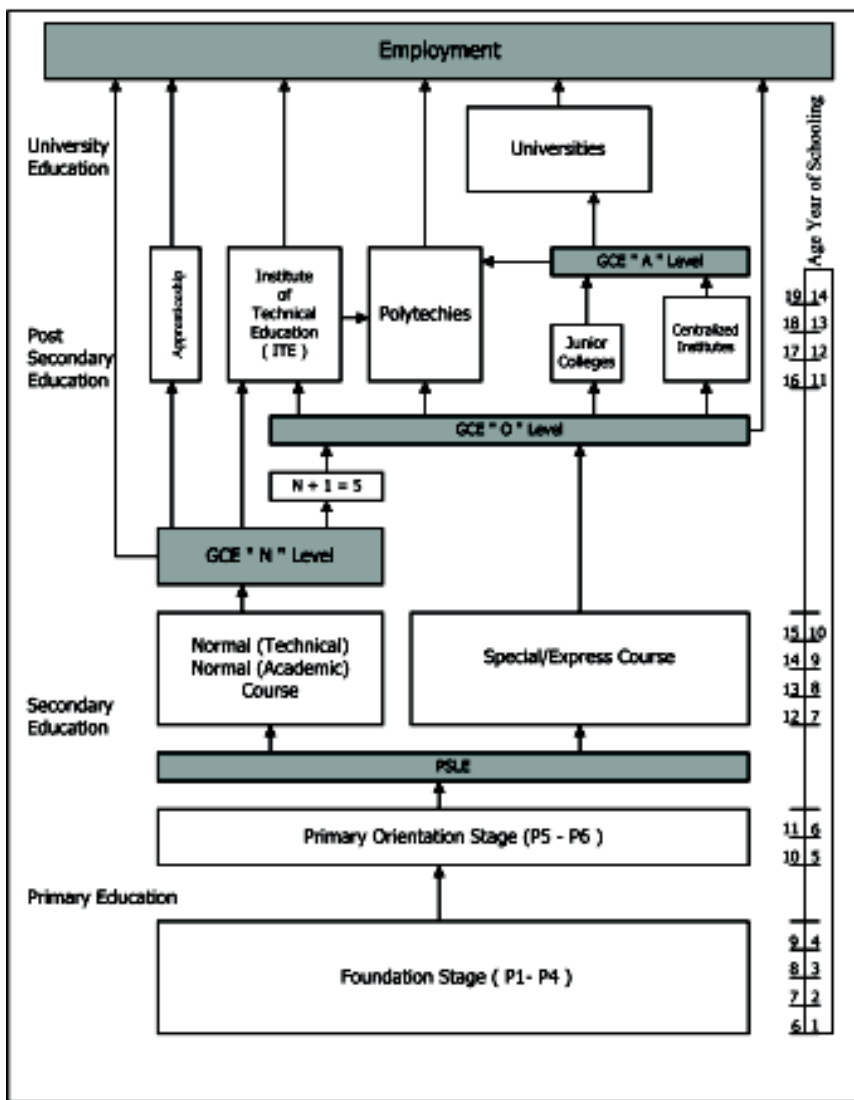 Employment
University
Education
Universities
Age Year of Schooling
GCE " A " Level
Apprenticeship
Institute
of
Technical
Education
( ITE )
Polytechies
Junior
Colleges
Centralized
Institutes
Post
Secondary
Education
19 14
18 13
17 12
16 11
GCE " O " Level
N + 1 = 5
GCE " N " Level
Normal (Technical)
Normal (Academic)
Course
Special/Express Course
Secondary
Education
15 10
14 9
13 8
12 7
PSLE
Primary Orientation Stage (P5 - P6 )
11 6
10 5
Primary Education
Foundation Stage ( P1- P4 )
9 4
8 3
7 2
6 1